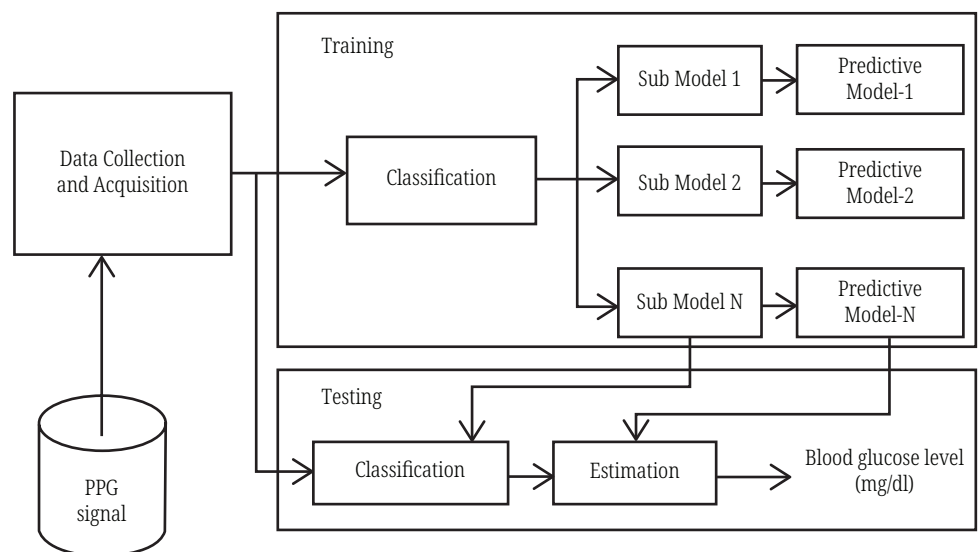 Training
Data Collection
and Acquisition
Classification
Sub Model 1
Predictive
Model-1
Sub Model 2
Predictive
Model-2
Sub Model N
Predictive
Model-N
Testing
PPG
signal
Classification
Estimation
Blood glucose level
(mg/dl)